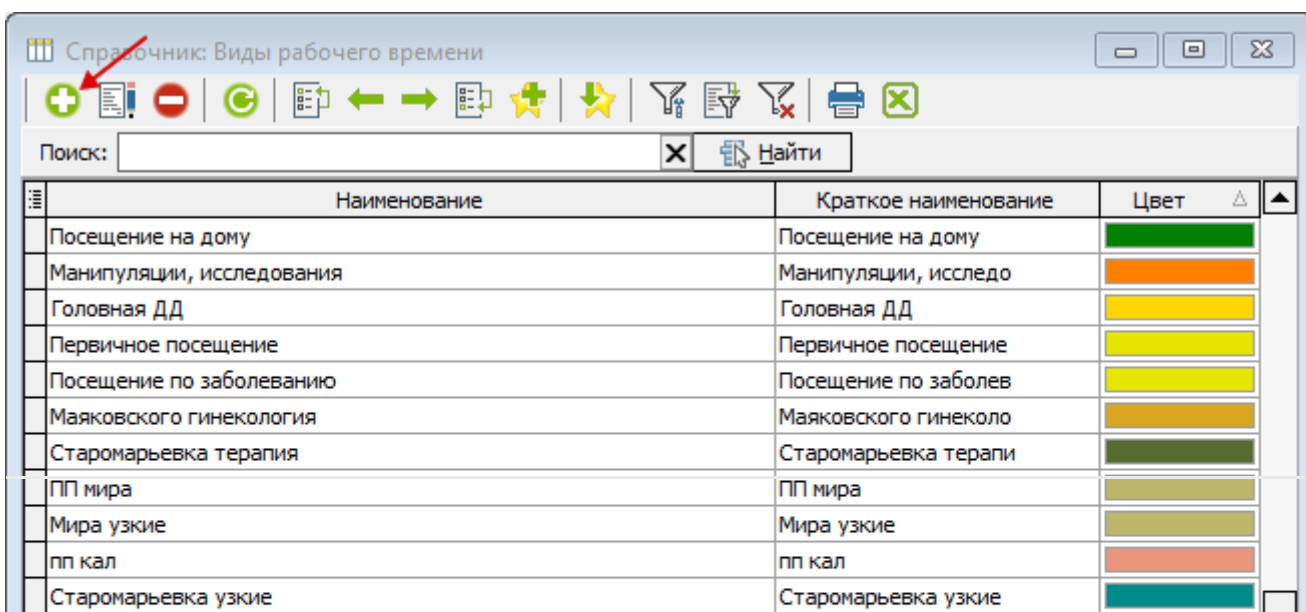 Справочник: Виды рабочего времени
Поиск: Найти
Наименование Краткое наименование Цвет
Посещение на дому Посещение на дому
Манипуляции, исследования Манипуляции, исследо
Головная ДД Головная ДД
Первичное посещение Первичное посещение
Посещение по заболеванию Посещение по заболев
Маяковского гинекология Маяковского гинеколо
Старомарьевка терапия Старомарьевка терапи
ПП мира ПП мира
Мира узкие Мира узкие
пп кал пп кал
Старомарьевка узкие Старомарьевка узкие